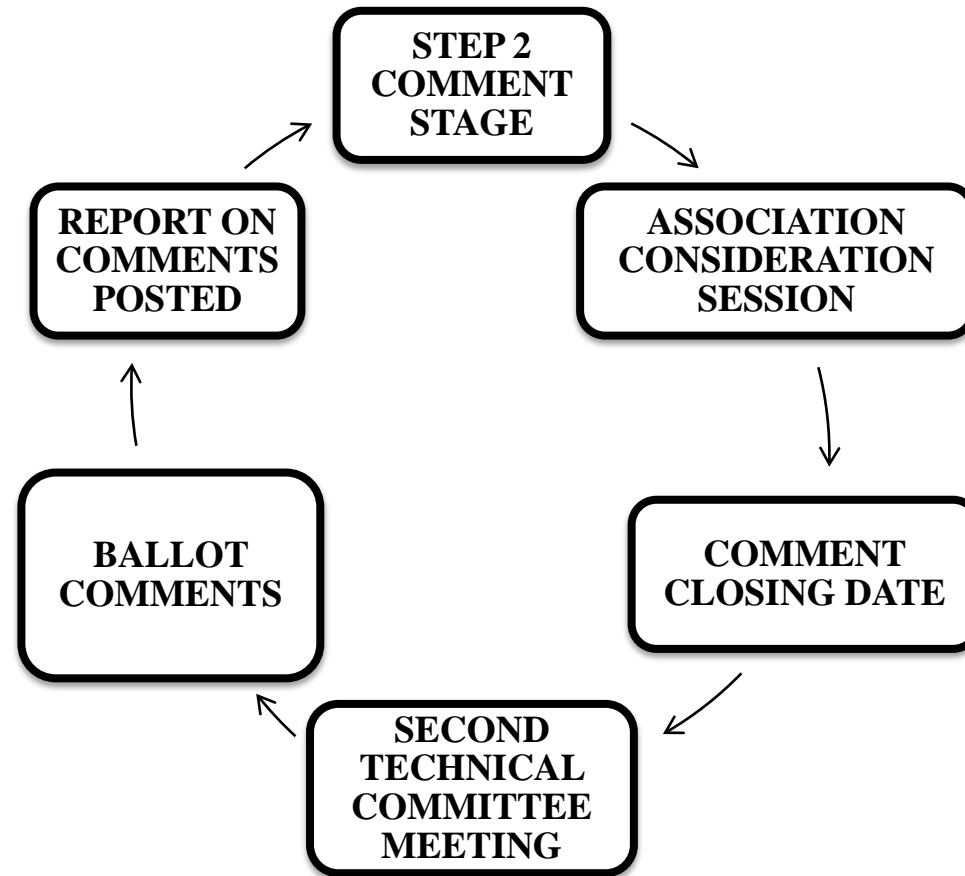 STEP 2
COMMENT
STAGE
ASSOCIATION
CONSIDERATION
SESSION
COMMENT
CLOSING DATE
SECOND
TECHNICAL
COMMITTEE
MEETING
BALLOT
COMMENTS
REPORT ON
COMMENTS
POSTED